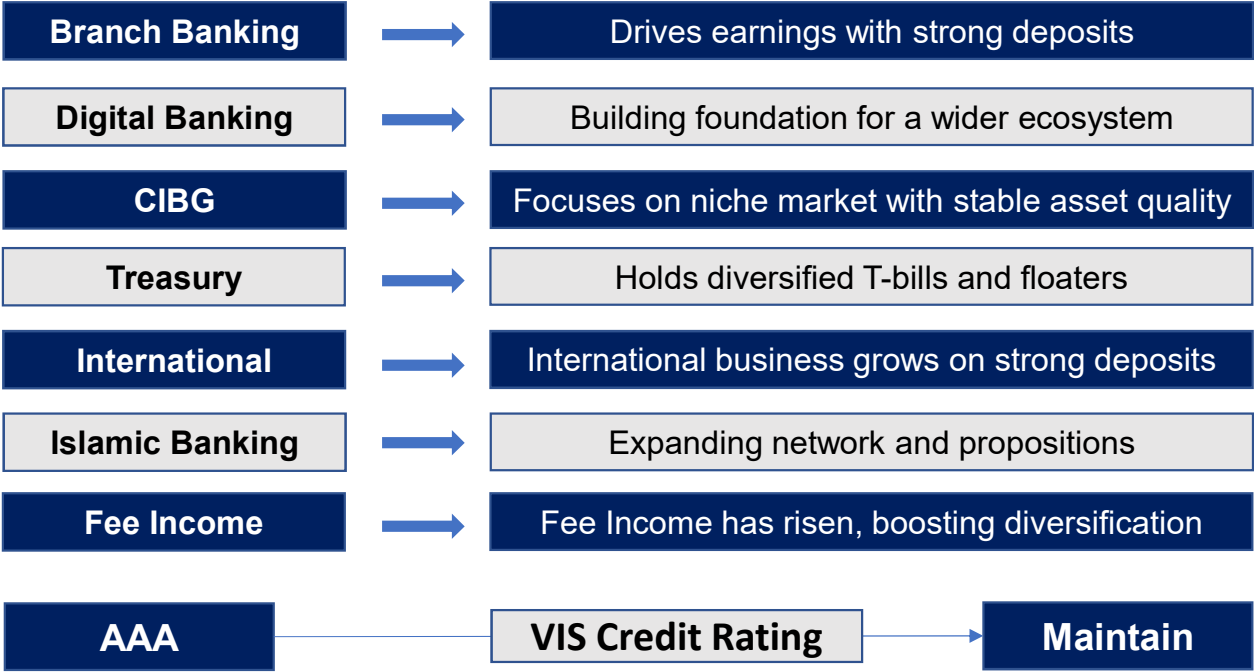 Branch Banking
Drives earnings with strong deposits
Digital Banking
Building foundation for a wider ecosystem
CIBG
Focuses on niche market with stable asset quality
Treasury
Holds diversified T-bills and floaters
International
International business grows on strong deposits
Islamic Banking
Expanding network and propositions
Fee Income
Fee Income has risen, boosting diversification
AAA
VIS Credit Rating
Maintain